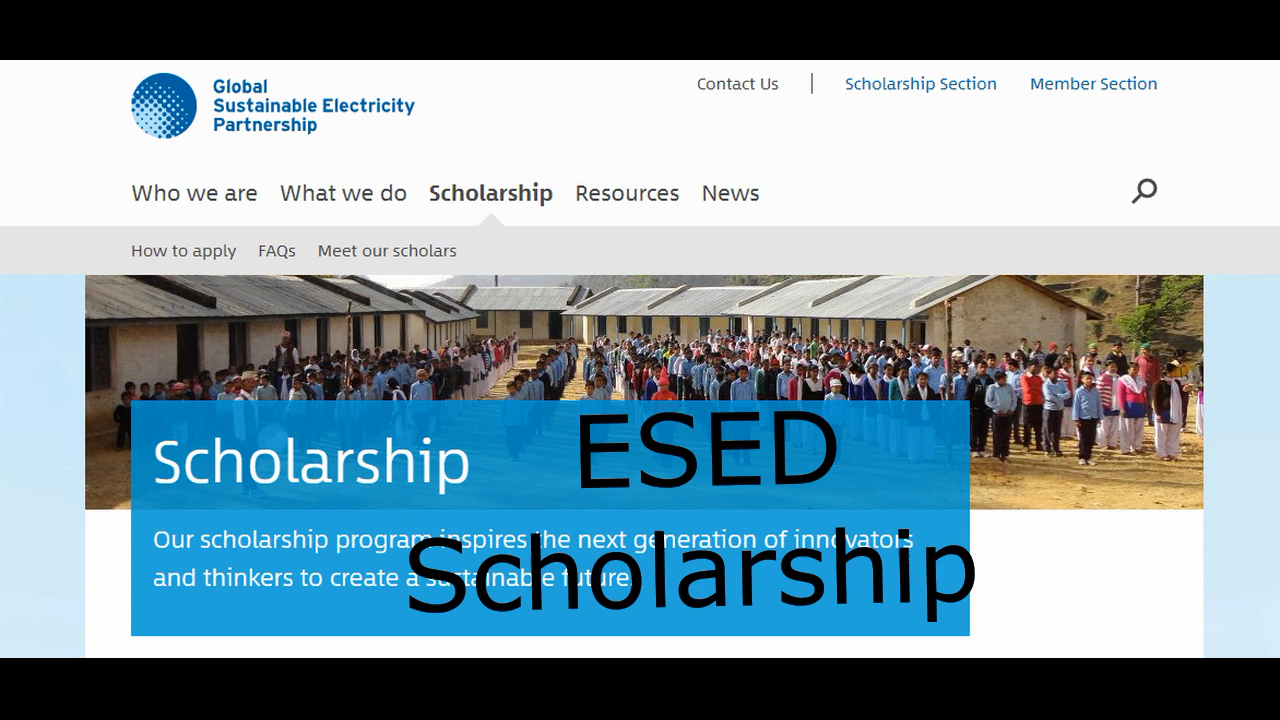 Global
Sustainable Electricity
Partnership
Contact Us
Scholarship Section
Member Section
Who we are
What we do
Scholarship
Resources
News
How to apply
FAQs
Meet our scholars
Scholarship
ESED
Our scholarship program inspires the next generation of innovators
and thinkers to create a sustainable future.
Scholarship